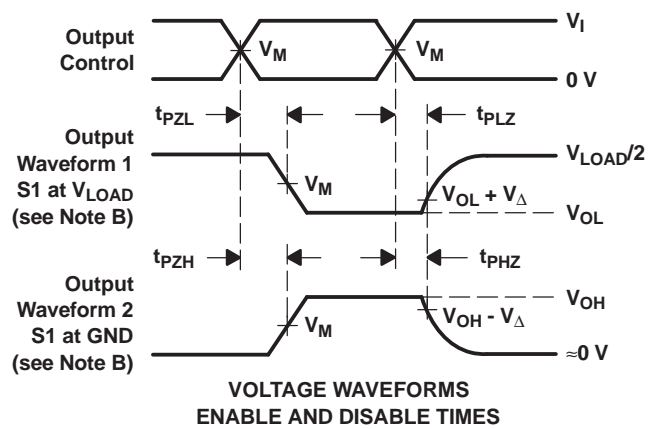 Output
Control
V_M
V_M
V_I
0 V
t_PZL
t_PLZ
Output
Waveform 1
S1 at V_LOAD
(see Note B)
V_M
V_LOAD/2
V_OL + V_Δ
V_OL
t_PZH
t_PHZ
Output
Waveform 2
S1 at GND
(see Note B)
V_M
V_OH
V_OH - V_Δ
≈0 V
VOLTAGE WAVEFORMS
ENABLE AND DISABLE TIMES